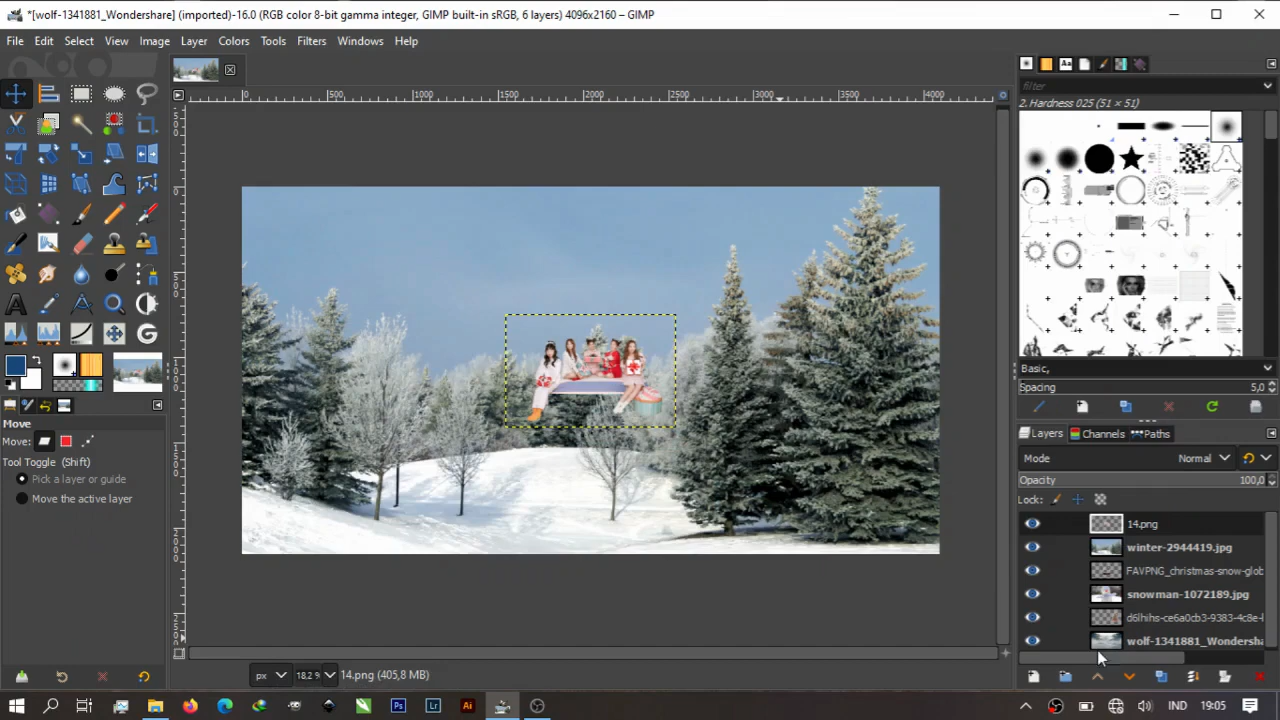 *[wolf-1341881_Wondershare] (imported)-16.0 (RGB color 8-bit gamma integer, GIMP built-in sRGB, 6 layers) 4096x2160 – GIMP
File Edit Select View Image Layer Colors Tools Filters Windows Help
filter
2. Hardness 025 (51 × 51)
0 500 1000 1500 2000 2500 3000 3500 4000
Basic,
Spacing 5,0
Layers Channels Paths
Move
Move:
Mode Normal
Tool Toggle (Shift)
Opacity 100,0
Pick a layer or guide
Lock:
Move the active layer
14.png
winter-2944419.jpg
FAVPNG_christmas-snow-glob
snowman-1072189.jpg
d6lhihs-ce6a0cb3-9383-4c8e-
wolf-1341881_Wondersha
px 18,2 % 14.png (405,8 MB)
Ps Lr Ai IND 19:05